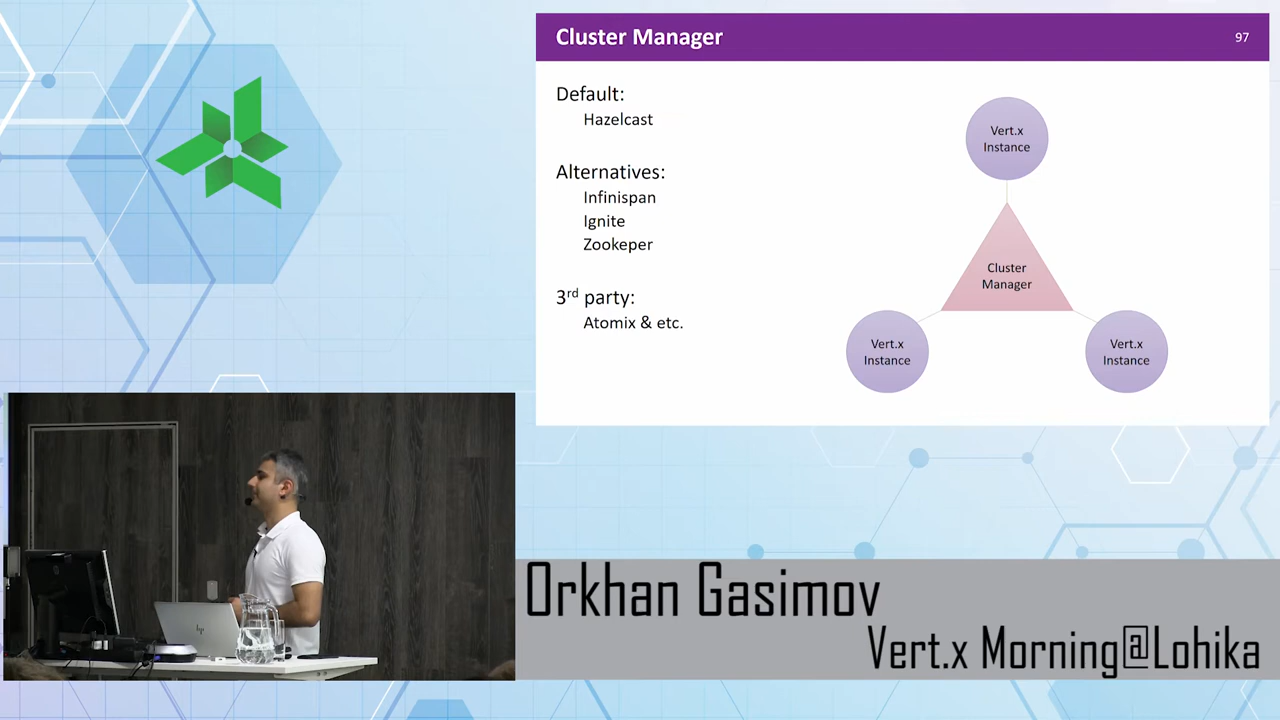 Cluster Manager
97
Default:
Hazelcast
Alternatives:
Infinispan
Ignite
Zookeper
3rd party:
Atomix & etc.
Vert.x
Instance
Cluster
Manager
Vert.x
Instance
Vert.x
Instance
hp
Orkhan Gasimov
Vert.x Morning@Lohika